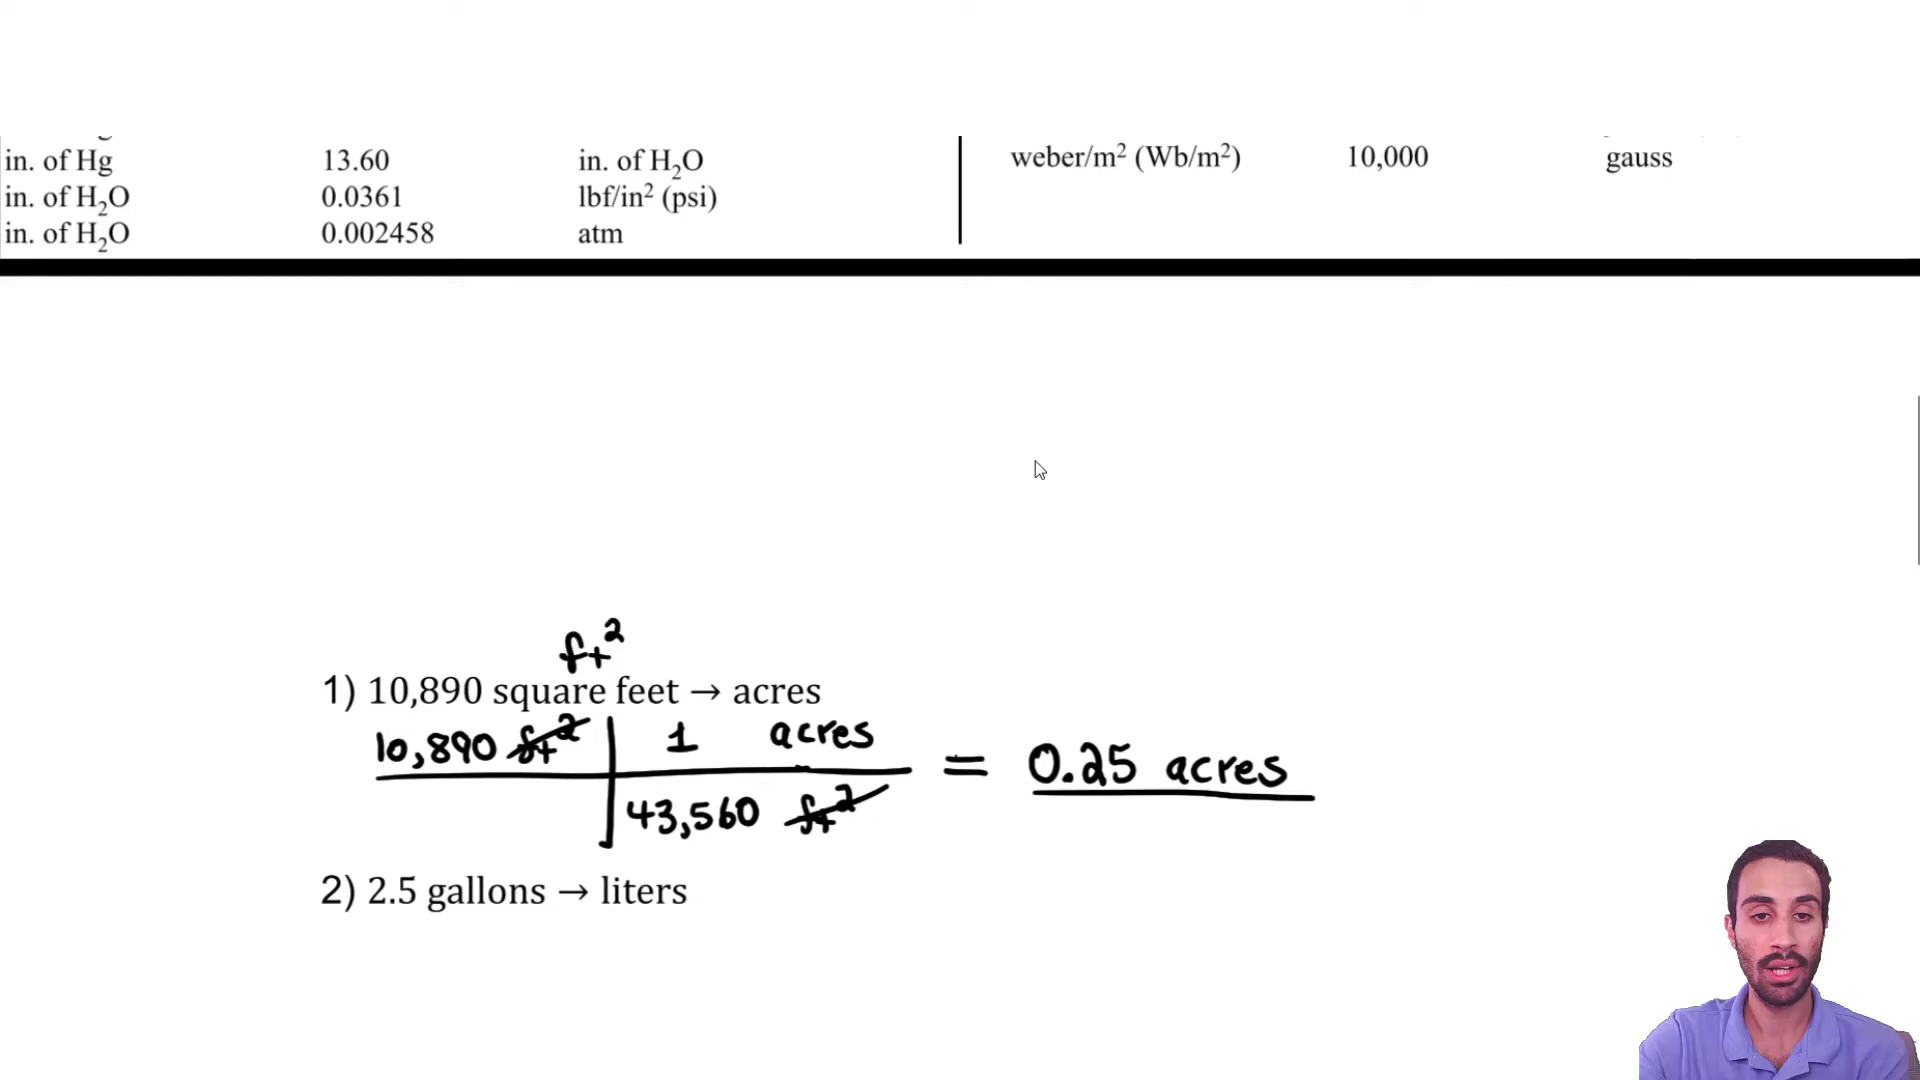 in. of Hg 13.60 in. of H₂O
in. of H₂O 0.0361 lbf/in² (psi)
in. of H₂O 0.002458 atm
weber/m² (Wb/m²) 10,000 gauss
ft²
1) 10,890 square feet → acres
10,890 ft² 1 acres = 0.25 acres
43,560 ft²
2) 2.5 gallons → liters